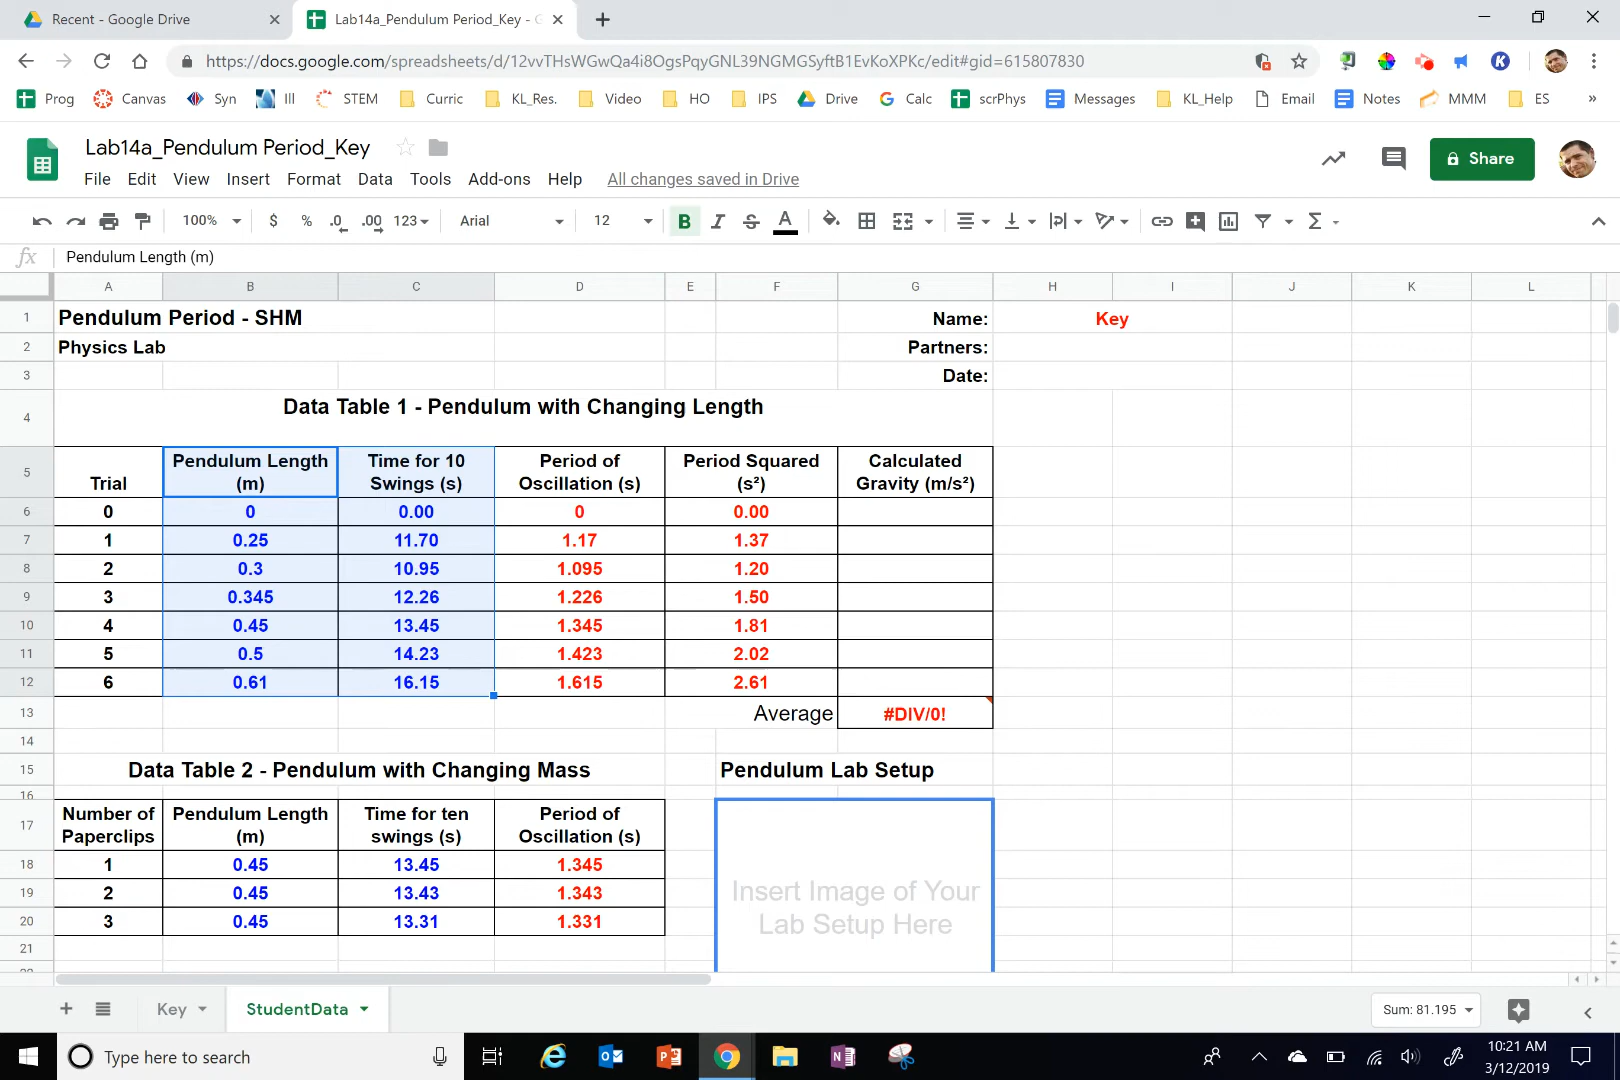 Recent - Google Drive
Lab14a_Pendulum Period_Key - G
https://docs.google.com/spreadsheets/d/12vvTHsWGwQa4i8OgsPqyGNL39NGMGSyftB1EvKoXPKc/edit#gid=615807830
Prog Canvas Syn Ill STEM Curric KL_Res. Video HO IPS Drive Calc scrPhys Messages KL_Help Email Notes MMM ES »
Lab14a_Pendulum Period_Key
Share
File Edit View Insert Format Data Tools Add-ons Help All changes saved in Drive
100% $ % .0 .00 123 Arial 12 B I S A Σ
fx Pendulum Length (m)
A B C D E F G H I J K L
1 Pendulum Period - SHM Name: Key
2 Physics Lab Partners:
3 Date:
4 Data Table 1 - Pendulum with Changing Length
5 Trial Pendulum Length (m) Time for 10 Swings (s) Period of Oscillation (s) Period Squared (s²) Calculated Gravity (m/s²)
6 0 0 0.00 0 0.00
7 1 0.25 11.70 1.17 1.37
8 2 0.3 10.95 1.095 1.20
9 3 0.345 12.26 1.226 1.50
10 4 0.45 13.45 1.345 1.81
11 5 0.5 14.23 1.423 2.02
12 6 0.61 16.15 1.615 2.61
13 Average #DIV/0!
14
15 Data Table 2 - Pendulum with Changing Mass Pendulum Lab Setup
16
17 Number of Paperclips Pendulum Length (m) Time for ten swings (s) Period of Oscillation (s)
18 1 0.45 13.45 1.345
19 2 0.45 13.43 1.343
20 3 0.45 13.31 1.331
21
Insert Image of Your
Lab Setup Here
Key StudentData Sum: 81.195
Type here to search
10:21 AM
3/12/2019